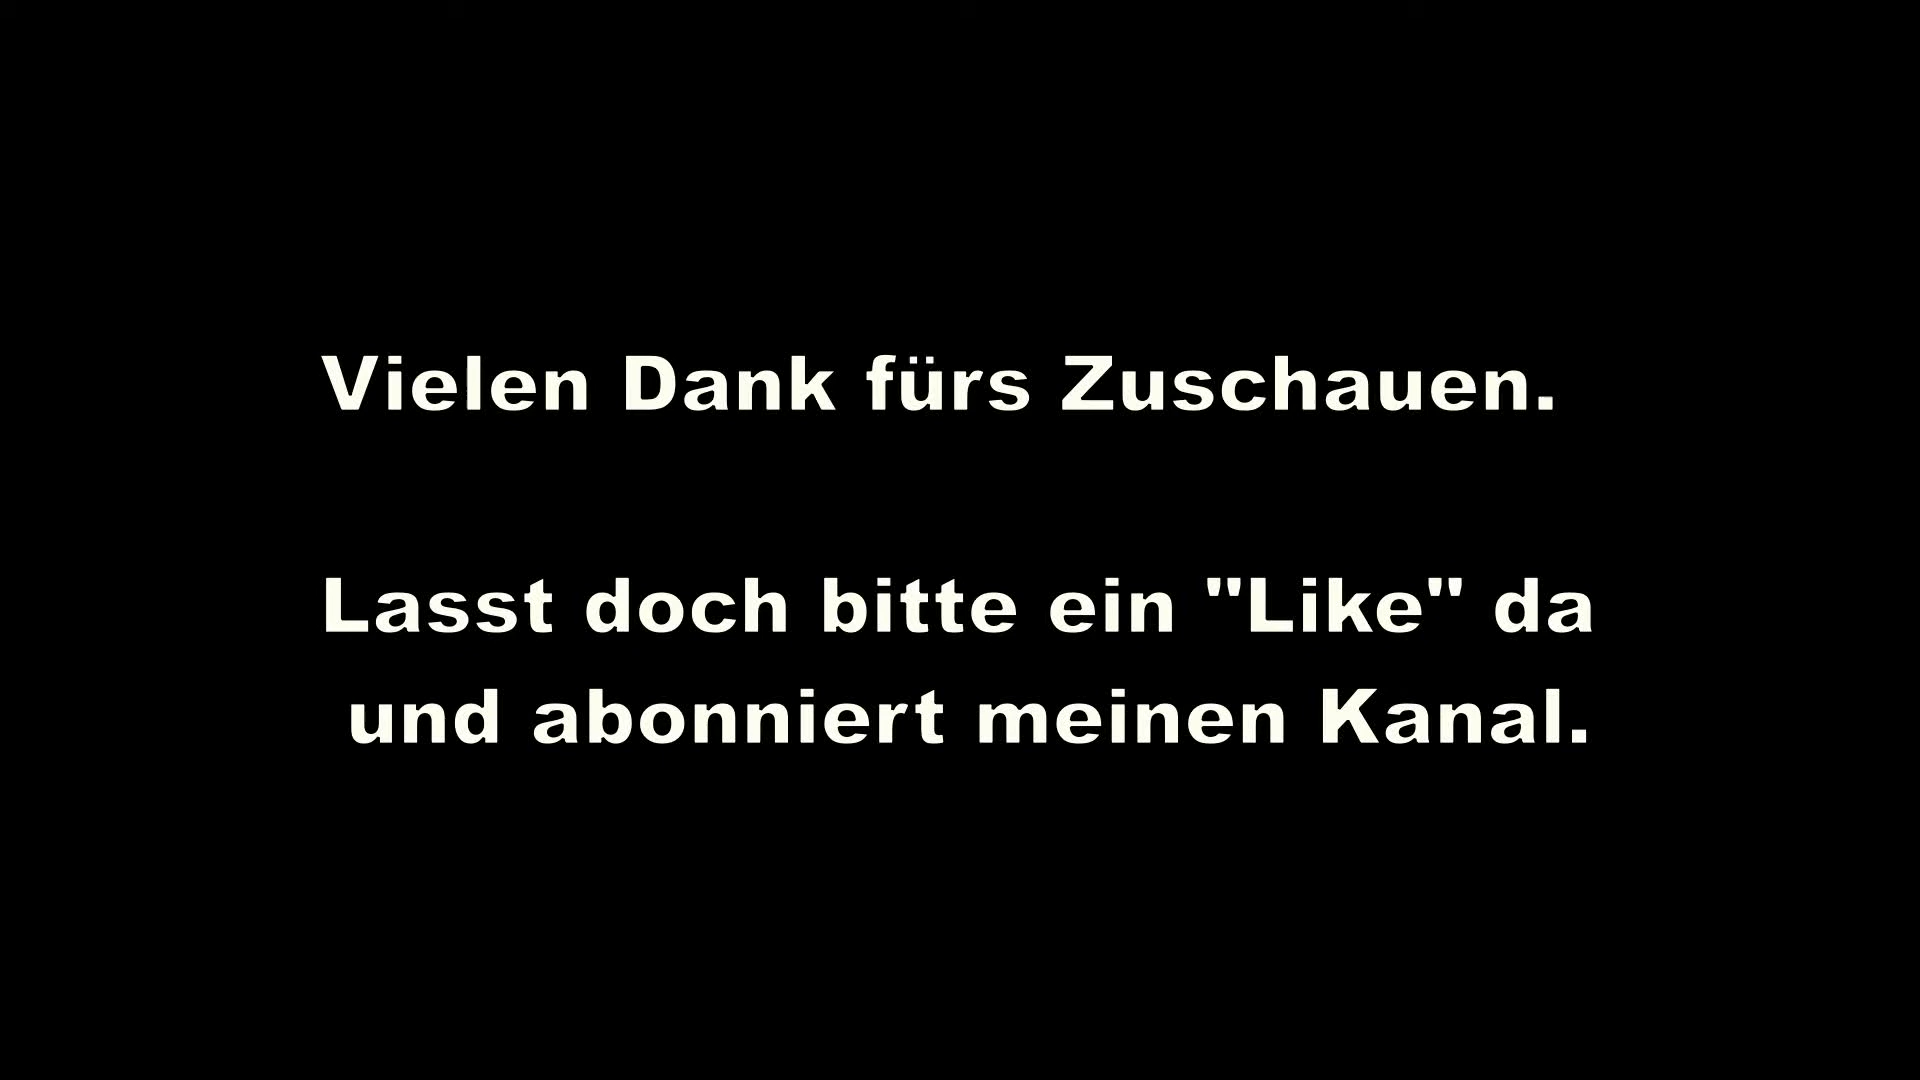 Vielen Dank fürs Zuschauen.
Lasst doch bitte ein "Like" da
und abonniert meinen Kanal.